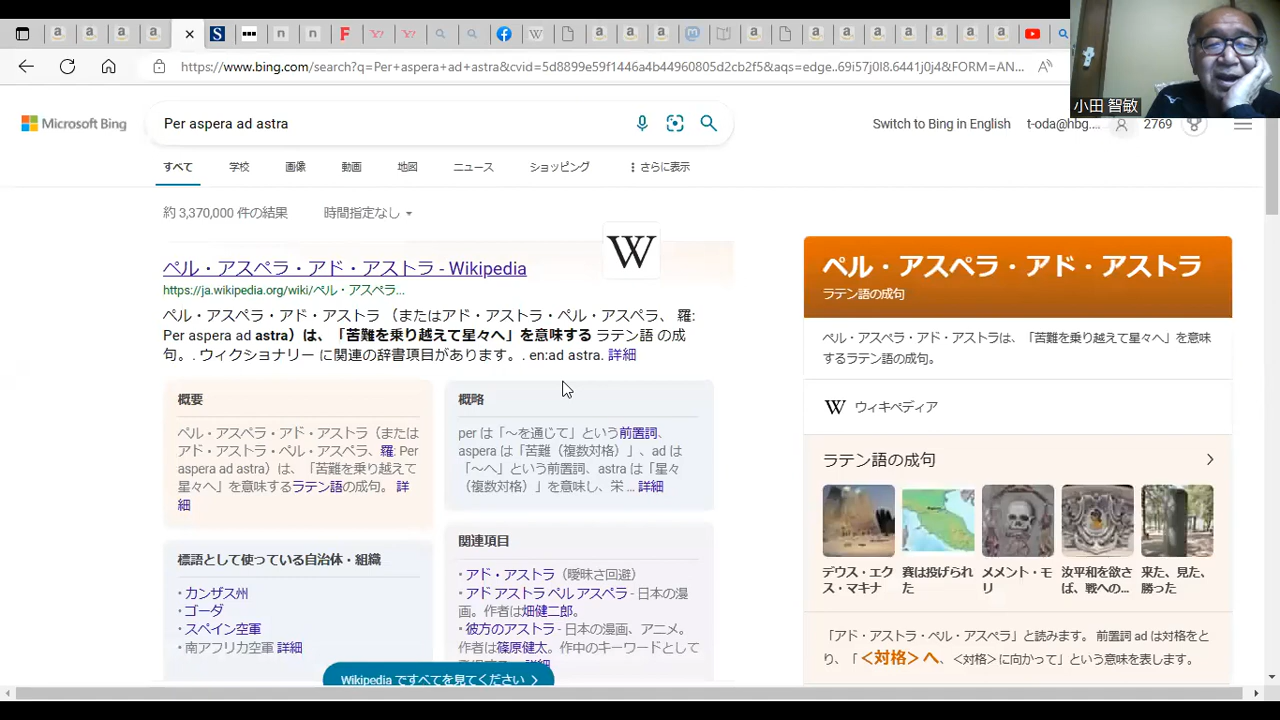 https://www.bing.com/search?q=Per+aspera+ad+astra&cvid=5d8899e59f1446a4b44960805d2cb2f5&aqs=edge..69i57j0l8.6441j0j4&FORM=AN...
小田 智敏
Microsoft Bing
Per aspera ad astra
Switch to Bing in English
t-oda@hbg....
2769
すべて
学校
画像
動画
地図
ニュース
ショッピング
さらに表示
約 3,370,000 件の結果
時間指定なし
ペル・アスペラ・アド・アストラ - Wikipedia
https://ja.wikipedia.org/wiki/ペル・アスペラ...
ペル・アスペラ・アド・アストラ （またはアド・アストラ・ペル・アスペラ、 羅:
Per aspera ad astra）は、「苦難を乗り越えて星々へ」を意味する ラテン語 の成
句。. ウィクショナリー に関連の辞書項目があります。. en:ad astra. 詳細
W
概要
ペル・アスペラ・アド・アストラ（または
アド・アストラ・ペル・アスペラ、羅: Per
aspera ad astra）は、「苦難を乗り越えて
星々へ」を意味するラテン語の成句。 詳
細
概略
per は「～を通じて」という前置詞、
aspera は「苦難（複数対格）」、ad は
「～へ」という前置詞、astra は「星々
（複数対格）」を意味し、栄 ... 詳細
標語として使っている自治体・組織
・カンザス州
・ゴーダ
・スペイン空軍
・南アフリカ空軍 詳細
関連項目
・アド・アストラ（曖昧さ回避）
・アド アストラ ペル アスペラ - 日本の漫
画。作者は畑健二郎。
・彼方のアストラ - 日本の漫画、アニメ。
作者は篠原健太。作中のキーワードとして
Wikipedia ですべてを見てください
ペル・アスペラ・アド・アストラ
ラテン語の成句
ペル・アスペラ・アド・アストラは、「苦難を乗り越えて星々へ」を意味
するラテン語の成句。
W ウィキペディア
ラテン語の成句
デウス・エク
ス・マキナ
賽は投げられ
た
メメント・モ
リ
汝平和を欲さ
ば、戦への...
来た、見た、
勝った
「アド・アストラ・ペル・アスペラ」と読みます。 前置詞 ad は対格をと
り、「 <対格> へ、<対格> に向かって」という意味を表します。